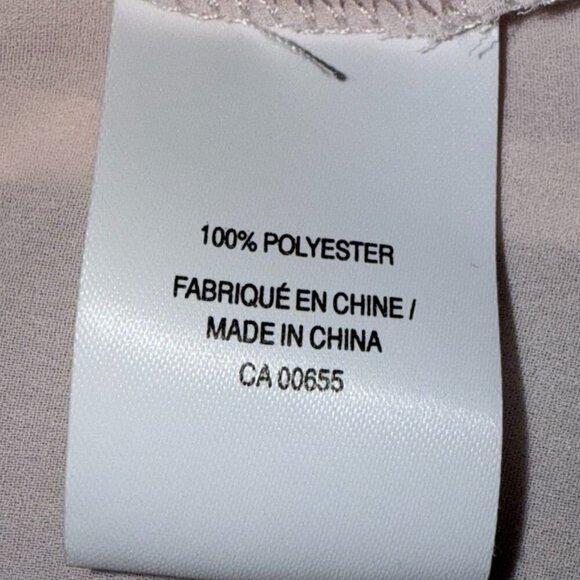 100% POLYESTER
FABRIQUÉ EN CHINE /
MADE IN CHINA
CA 00655